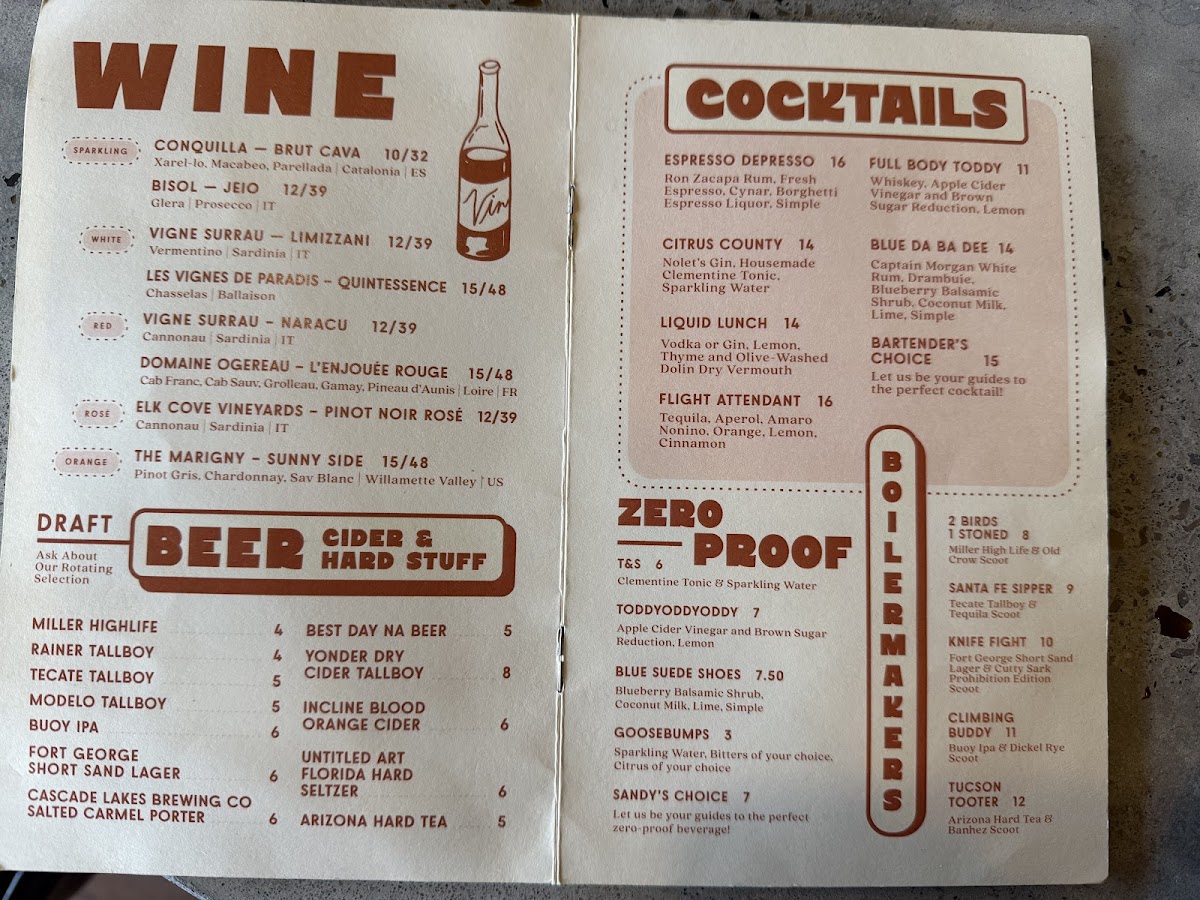 WINE
Vin
SPARKLING
CONQUILLA — BRUT CAVA 10/32
Xarel-lo, Macabeo, Parellada | Catalonia | ES
BISOL — JEIO 12/39
Glera | Prosecco | IT
WHITE
VIGNE SURRAU — LIMIZZANI 12/39
Vermentino | Sardinia | IT
LES VIGNES DE PARADIS – QUINTESSENCE 15/48
Chasselas | Ballaison
RED
VIGNE SURRAU – NARACU 12/39
Cannonau | Sardinia | IT
DOMAINE OGEREAU – L'ENJOUÉE ROUGE 15/48
Cab Franc, Cab Sauv, Grolleau, Gamay, Pineau d'Aunis | Loire | FR
ROSÉ
ELK COVE VINEYARDS – PINOT NOIR ROSÉ 12/39
Cannonau | Sardinia | IT
ORANGE
THE MARIGNY – SUNNY SIDE 15/48
Pinot Gris, Chardonnay, Sav Blanc | Willamette Valley | US
DRAFT
Ask About
Our Rotating
Selection
BEER
CIDER &
HARD STUFF
MILLER HIGHLIFE 4
RAINER TALLBOY 4
TECATE TALLBOY 5
MODELO TALLBOY 5
BUOY IPA 6
FORT GEORGE
SHORT SAND LAGER 6
CASCADE LAKES BREWING CO
SALTED CARMEL PORTER 6
BEST DAY NA BEER 5
YONDER DRY
CIDER TALLBOY 8
INCLINE BLOOD
ORANGE CIDER 6
UNTITLED ART
FLORIDA HARD
SELTZER 6
ARIZONA HARD TEA 5
COCKTAILS
ESPRESSO DEPRESSO 16
Ron Zacapa Rum, Fresh
Espresso, Cynar, Borghetti
Espresso Liquor, Simple
CITRUS COUNTY 14
Nolet's Gin, Housemade
Clementine Tonic,
Sparkling Water
LIQUID LUNCH 14
Vodka or Gin, Lemon,
Thyme and Olive-Washed
Dolin Dry Vermouth
FLIGHT ATTENDANT 16
Tequila, Aperol, Amaro
Nonino, Orange, Lemon,
Cinnamon
FULL BODY TODDY 11
Whiskey, Apple Cider
Vinegar and Brown
Sugar Reduction, Lemon
BLUE DA BA DEE 14
Captain Morgan White
Rum, Drambuie,
Blueberry Balsamic
Shrub, Coconut Milk,
Lime, Simple
BARTENDER'S
CHOICE 15
Let us be your guides to
the perfect cocktail!
ZERO
PROOF
T&S 6
Clementine Tonic & Sparkling Water
TODDYODDYODDY 7
Apple Cider Vinegar and Brown Sugar
Reduction, Lemon
BLUE SUEDE SHOES 7.50
Blueberry Balsamic Shrub,
Coconut Milk, Lime, Simple
GOOSEBUMPS 3
Sparkling Water, Bitters of your choice,
Citrus of your choice
SANDY'S CHOICE 7
Let us be your guides to the perfect
zero-proof beverage!
BOILERMAKERS
2 BIRDS
1 STONED 8
Miller High Life & Old
Crow Scoot
SANTA FE SIPPER 9
Tecate Tallboy &
Tequila Scoot
KNIFE FIGHT 10
Fort George Short Sand
Lager & Cutty Sark
Prohibition Edition
Scoot
CLIMBING
BUDDY 11
Buoy Ipa & Dickel Rye
Scoot
TUCSON
TOOTER 12
Arizona Hard Tea &
Banhez Scoot